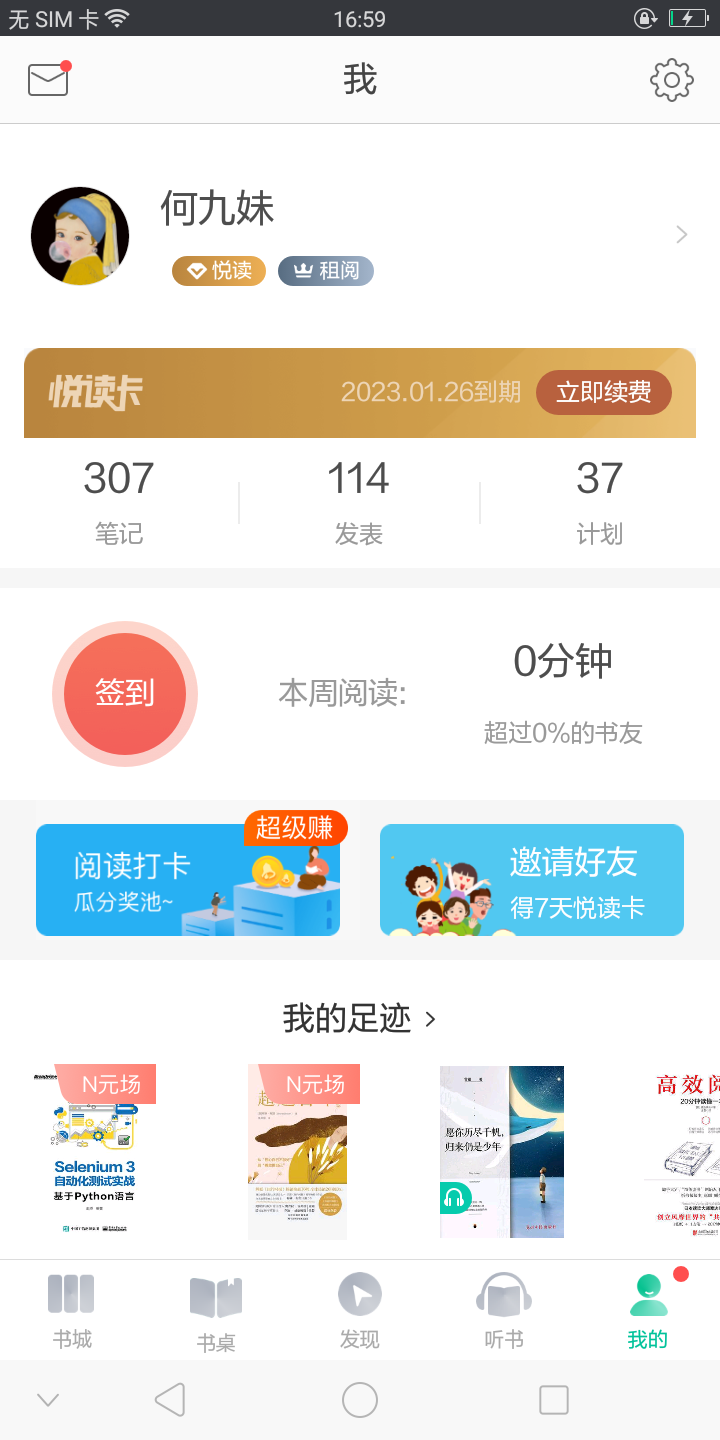 无 SIM 卡
16:59
我
何九妹
悦读
租阅
悦读卡
2023.01.26到期
立即续费
307
114
37
笔记
发表
计划
签到
本周阅读:
0分钟
超过0%的书友
超级赚
阅读打卡
瓜分奖池~
邀请好友
得7天悦读卡
我的足迹
N元场
Selenium 3
自动化测试实战
基于Python语言
N元场
愿你历尽千帆,
归来仍是少年
高效阅
书城
书桌
发现
听书
我的